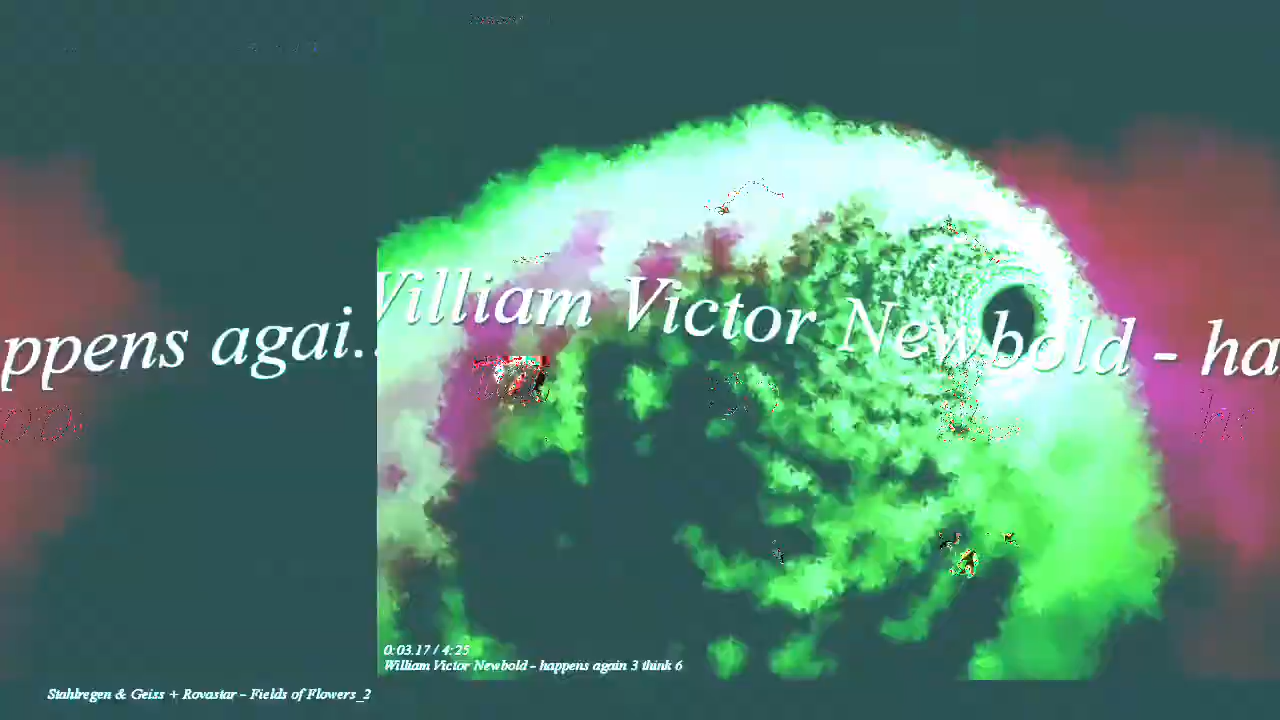 ppens agai..
William Victor Newbold - ha
0:03.17 / 4:25
William Victor Newbold - happens again 3 think 6
Stahlregen & Geiss + Rovastar - Fields of Flowers_2